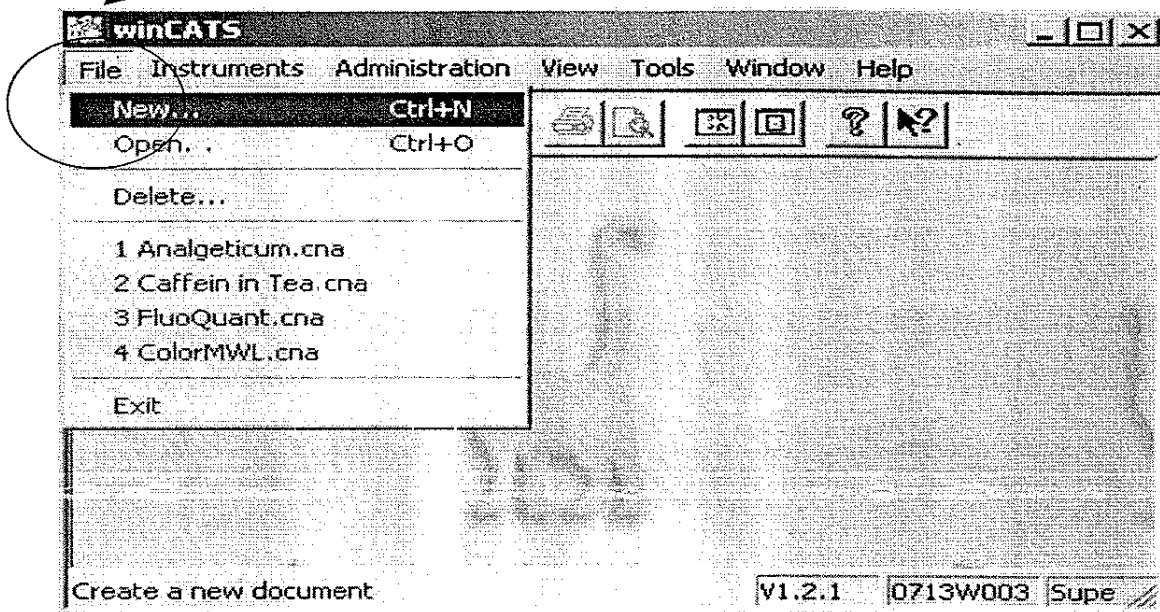 winCATS
File Instruments Administration View Tools Window Help
New... Ctrl+N
Open. . Ctrl+O
Delete...
1 Analgeticum.cna
2 Caffein in Tea.cna
3 FluoQuant.cna
4 ColorMWL.cna
Exit
Create a new document V1.2.1 0713W003 Supe